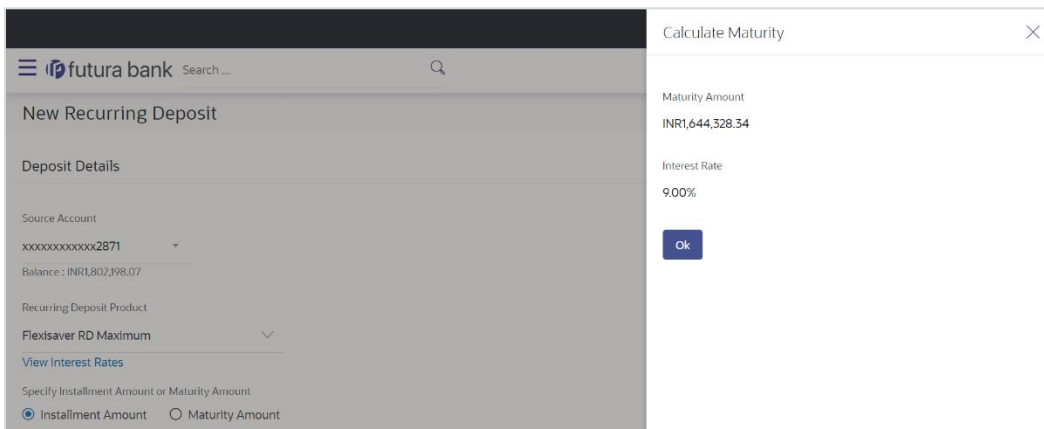 futura bank Search ...
New Recurring Deposit
Deposit Details
Source Account
xxxxxxxxxxxx2871
Balance : INR1,802,198.07
Recurring Deposit Product
Flexisaver RD Maximum
View Interest Rates
Specify Installment Amount or Maturity Amount
Installment Amount Maturity Amount
Calculate Maturity
Maturity Amount
INR1,644,328.34
Interest Rate
9.00%
Ok